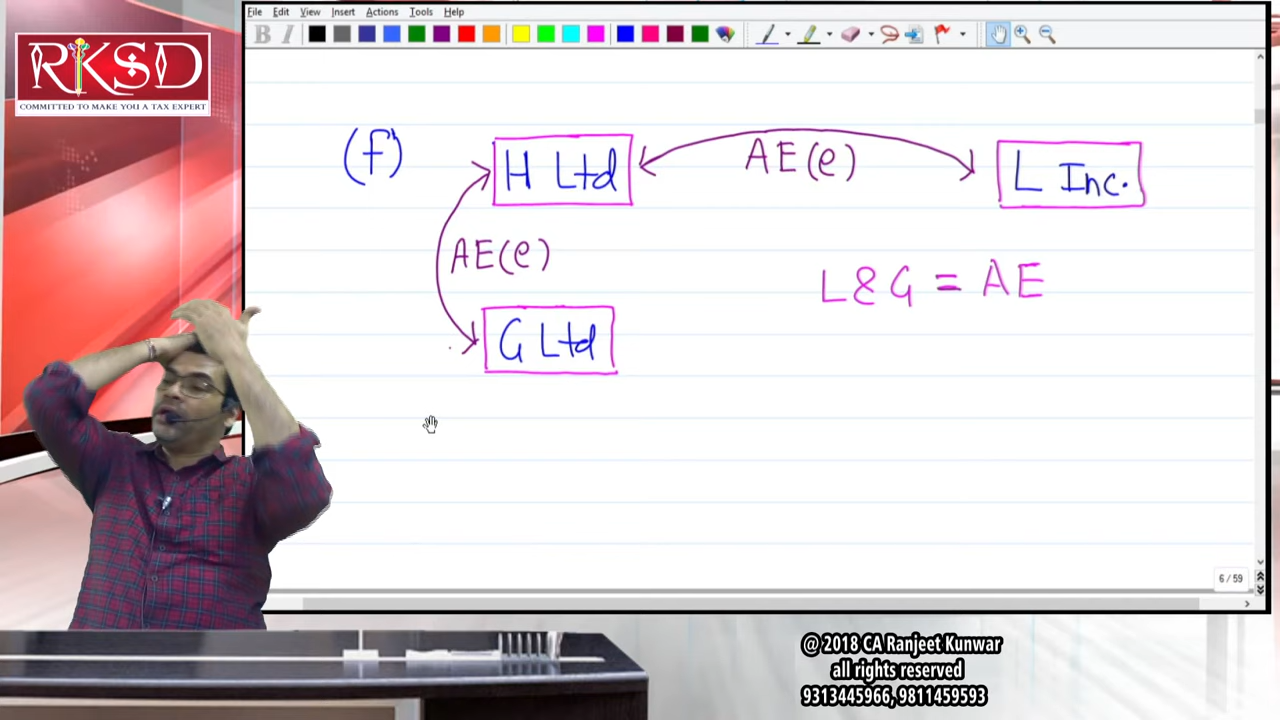 File Edit View Insert Actions Tools Help
B I
RKSD
COMMITTED TO MAKE YOU A TAX EXPERT
(f)
H Ltd
AE(e)
L Inc.
AE(e)
L & G = AE
G Ltd
6 / 59
@ 2018 CA Ranjeet Kunwar
all rights reserved
9313445966, 9811459593